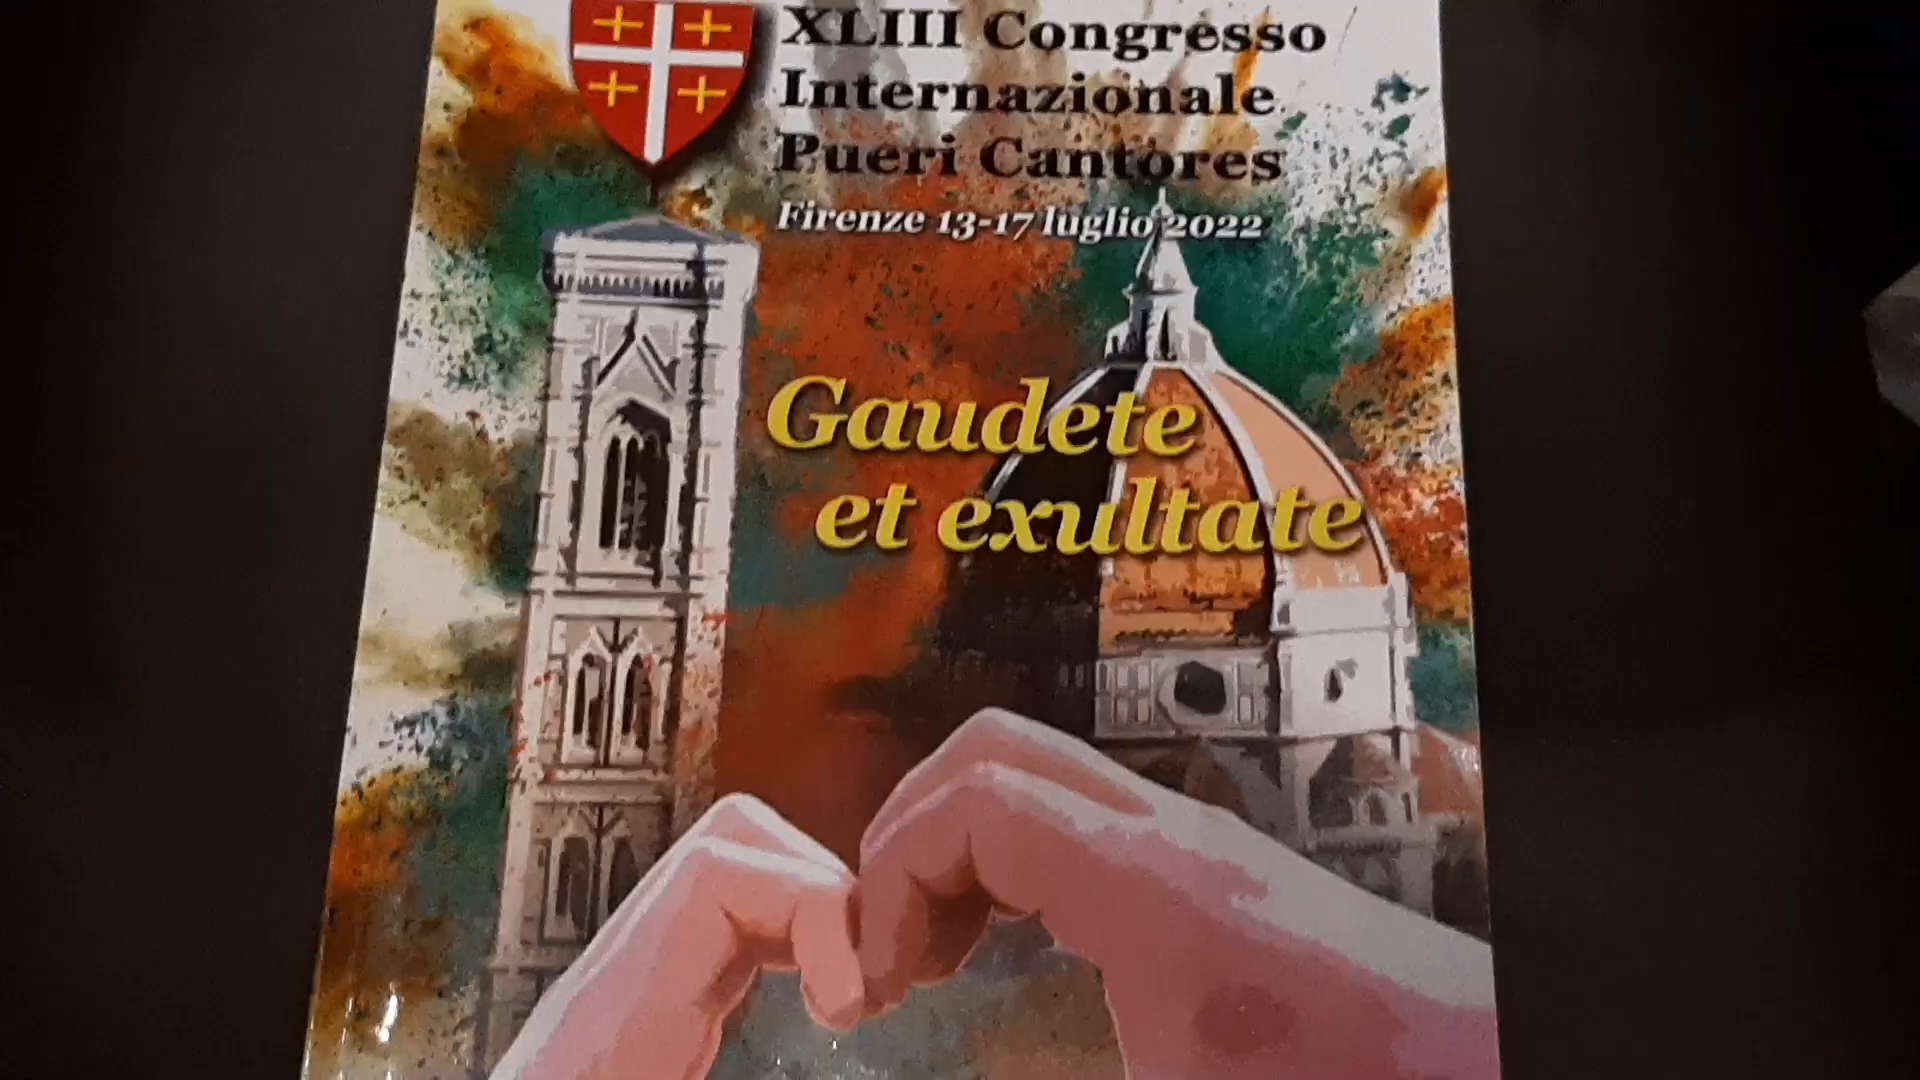 XLIII Congresso
Internazionale
Pueri Cantores
Firenze 13-17 luglio 2022
Gaudete
et exultate